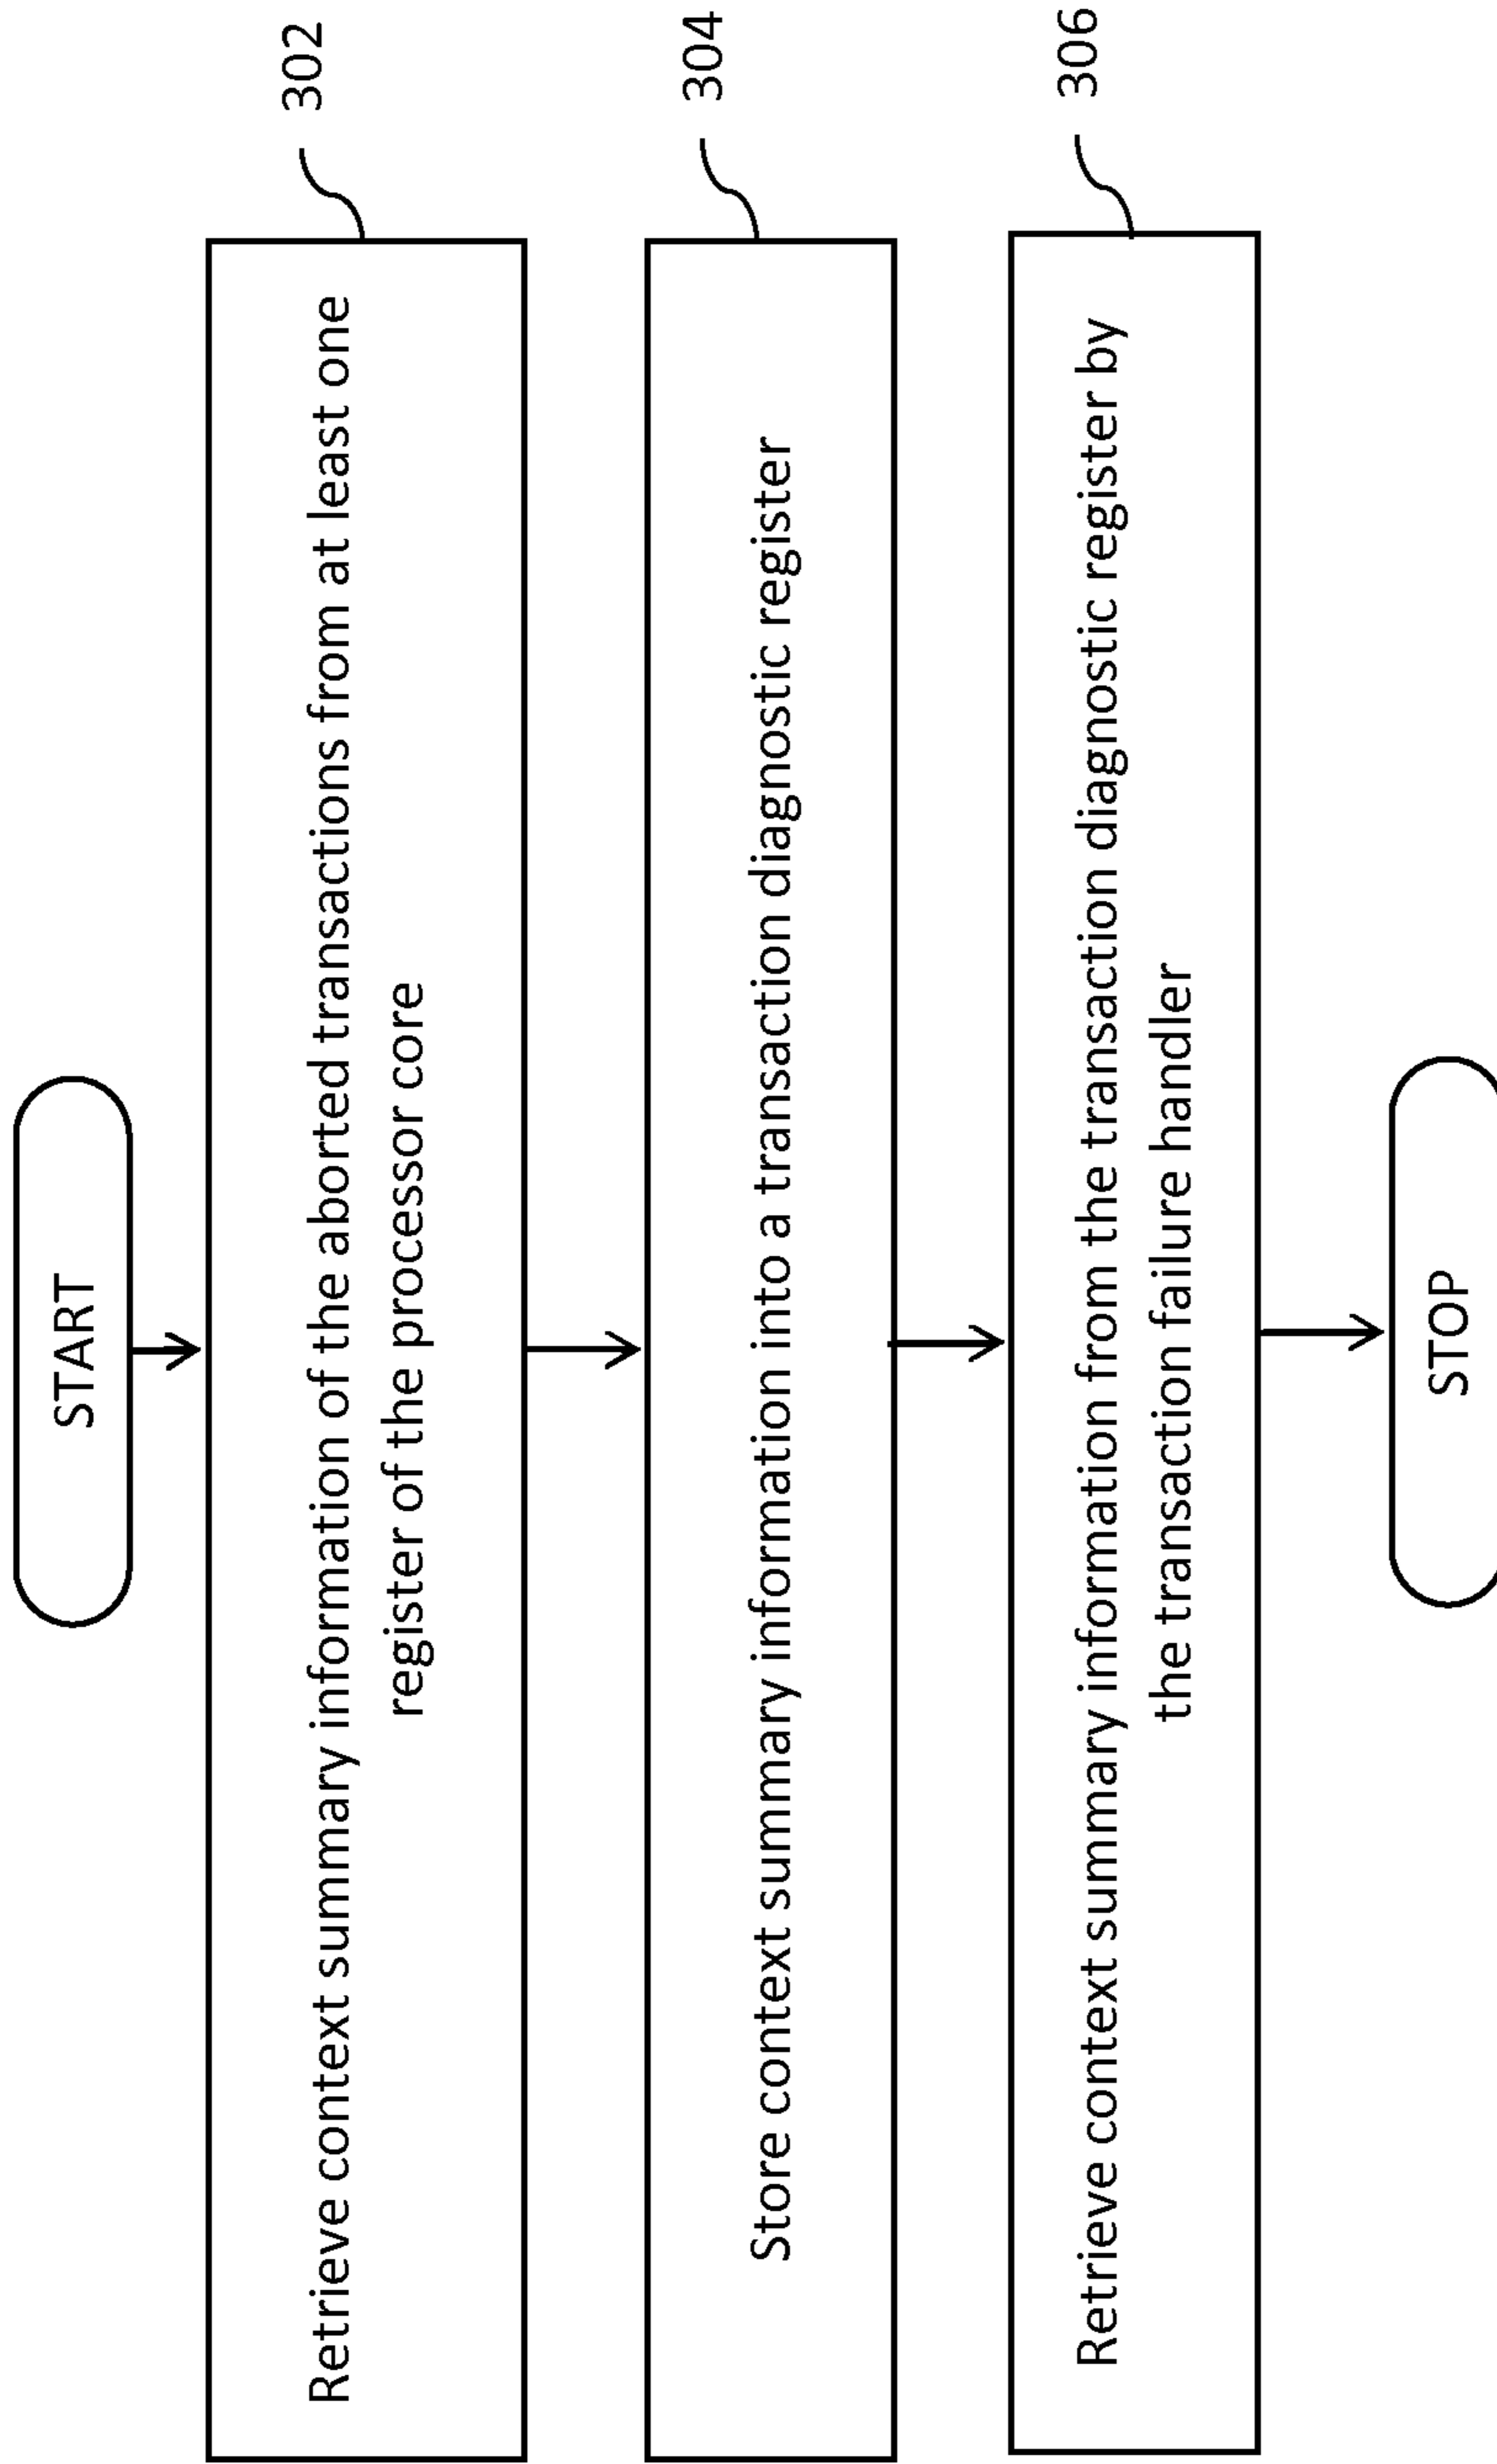 START
302
Retrieve context summary information of the aborted transactions from at least one
register of the processor core
304
Store context summary information into a transaction diagnostic register
306
Retrieve context summary information from the transaction diagnostic register by
the transaction failure handler
STOP